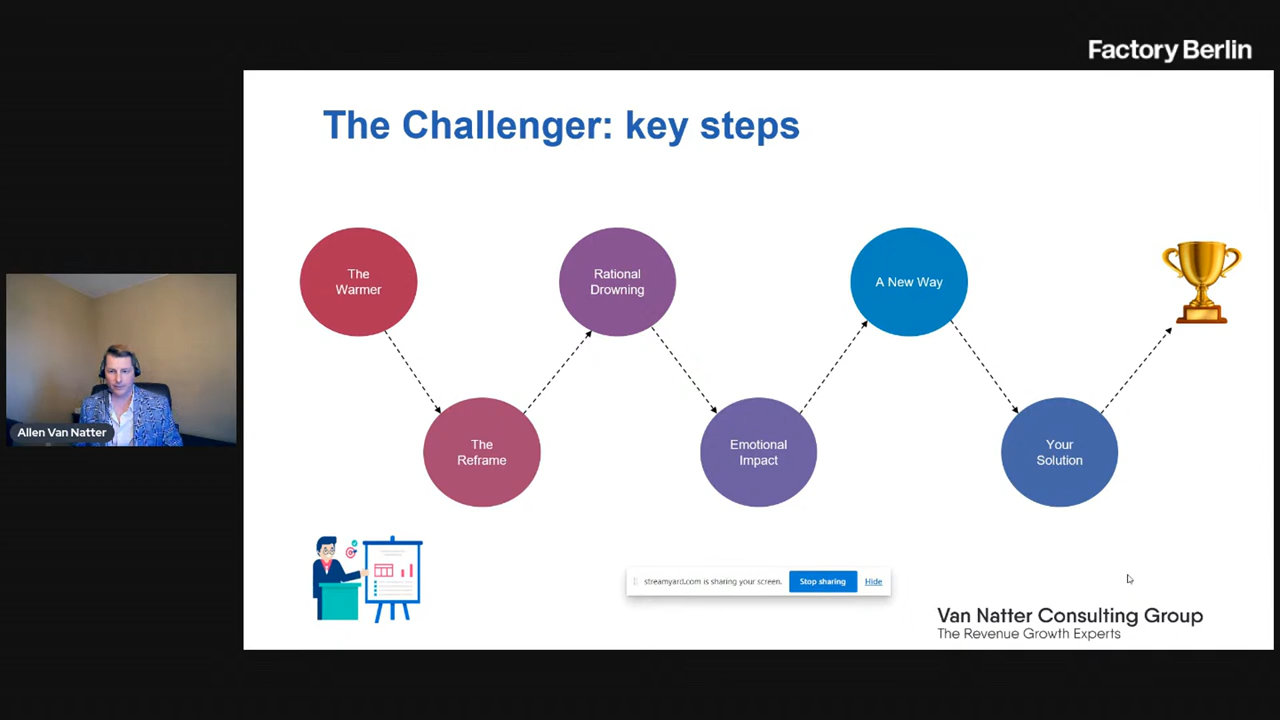 Factory Berlin
The Challenger: key steps
The
Warmer
Rational
Drowning
A New Way
The
Reframe
Emotional
Impact
Your
Solution
Allen Van Natter
streamyard.com is sharing your screen.
Stop sharing
Hide
Van Natter Consulting Group
The Revenue Growth Experts